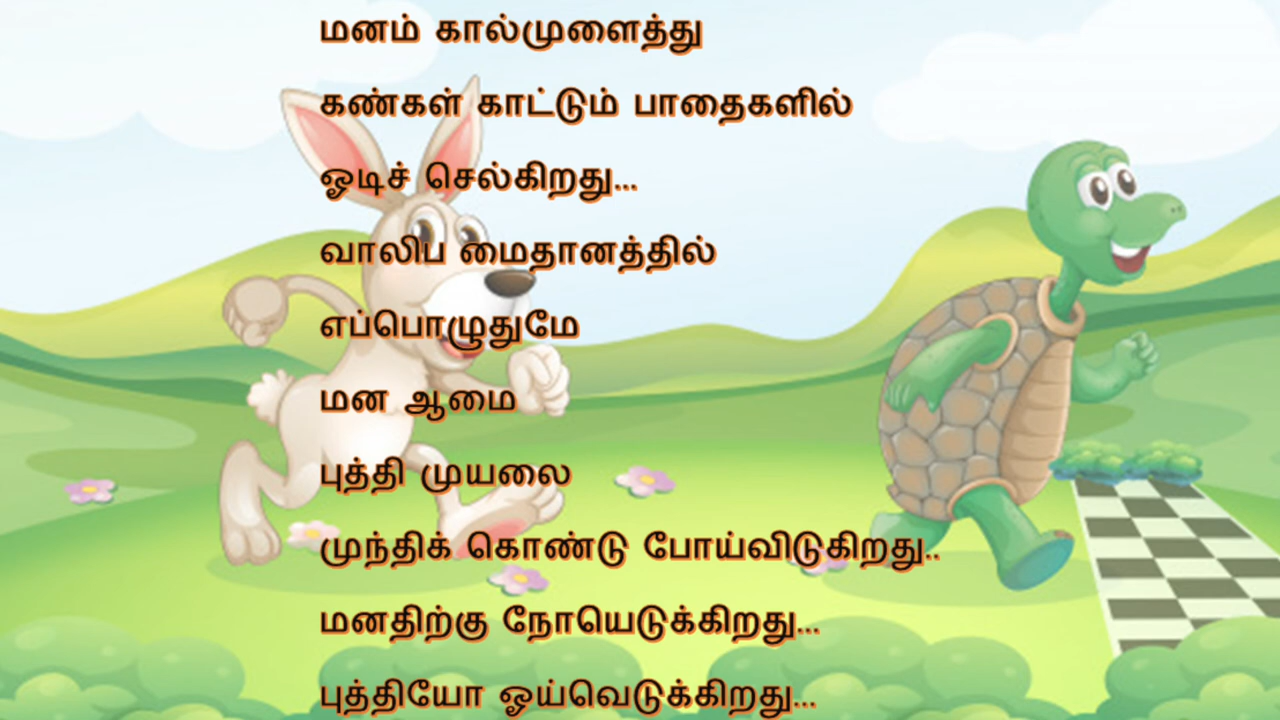 மனம் கால்முளைத்து
கண்கள் காட்டும் பாதைகளில்
ஓடிச் செல்கிறது...
வாலிப மைதானத்தில்
எப்பொழுதுமே
மன ஆமை
புத்தி முயலை
முந்திக் கொண்டு போய்விடுகிறது..
மனதிற்கு நோயெடுக்கிறது...
புத்தியோ ஓய்வெடுக்கிறது...